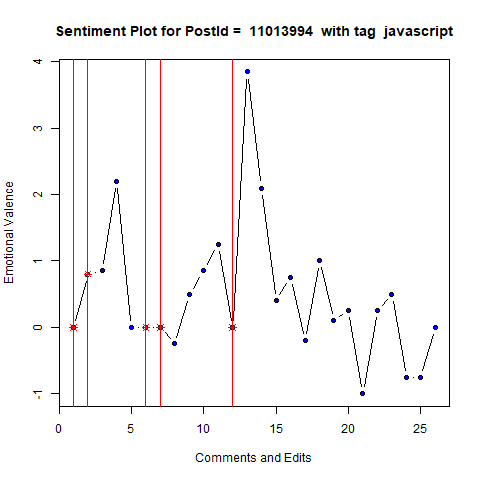 Sentiment Plot for PostId =  11013994  with tag  javascript
Emotional Valence
4
3
2
1
0
-1
0 5 10 15 20 25
Comments and Edits